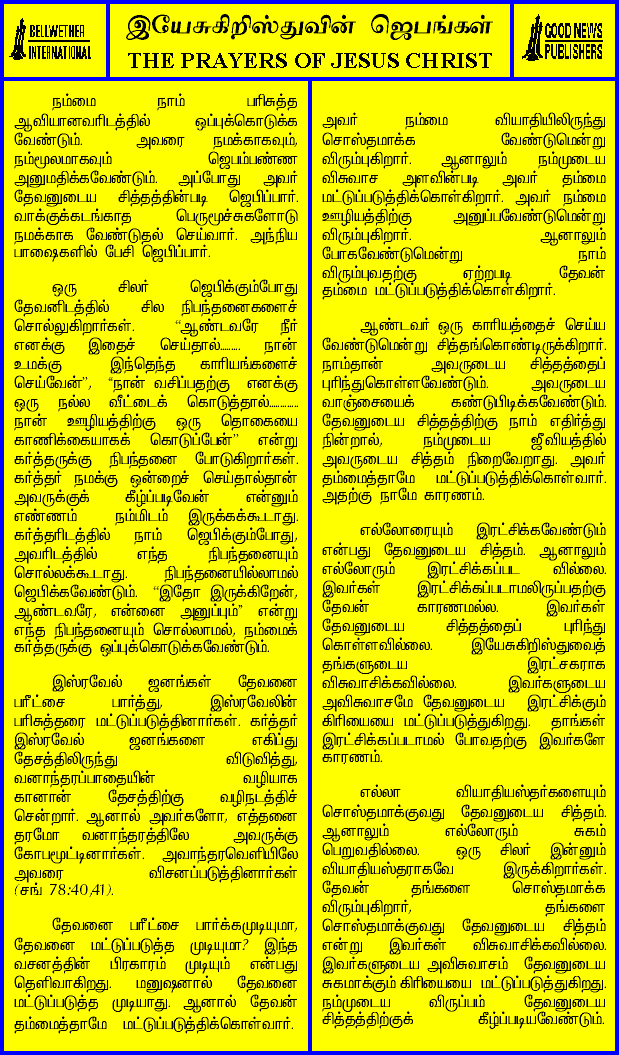 BELLWETHER
INTERNATIONAL
இயேசுகிறிஸ்துவின் ஜெபங்கள்
THE PRAYERS OF JESUS CHRIST
GOOD NEWS
PUBLISHERS
நம்மை நாம் பரிசுத்த
ஆவியானவரிடத்தில் ஒப்புக்கொடுக்க
வேண்டும். அவரை நமக்காகவும்,
நம்மூலமாகவும் ஜெபம்பண்ண
அனுமதிக்கவேண்டும். அப்போது அவர்
தேவனுடைய சித்தத்தின்படி ஜெபிப்பார்.
வாக்குக்கடங்காத பெருமூச்சுகளோடு
நமக்காக வேண்டுதல் செய்வார். அந்நிய
பாஷைகளில் பேசி ஜெபிப்பார்.
ஒரு சிலர் ஜெபிக்கும்போது
தேவனிடத்தில் சில நிபந்தனைகளைச்
சொல்லுகிறார்கள். "ஆண்டவரே நீர்
எனக்கு இதைச் செய்தால்........ நான்
உமக்கு இந்தெந்த காரியங்களைச்
செய்வேன்", "நான் வசிப்பதற்கு எனக்கு
ஒரு நல்ல வீட்டைக் கொடுத்தால்............
நான் ஊழியத்திற்கு ஒரு தொகையை
காணிக்கையாகக் கொடுப்பேன்" என்று
கர்த்தருக்கு நிபந்தனை போடுகிறார்கள்.
கர்த்தர் நமக்கு ஒன்றைச் செய்தால்தான்
அவருக்குக் கீழ்ப்படிவேன் என்னும்
எண்ணம் நம்மிடம் இருக்கக்கூடாது.
கர்த்தரிடத்தில் நாம் ஜெபிக்கும்போது,
அவரிடத்தில் எந்த நிபந்தனையும்
சொல்லக்கூடாது. நிபந்தனையில்லாமல்
ஜெபிக்கவேண்டும். "இதோ இருக்கிறேன்,
ஆண்டவரே, என்னை அனுப்பும்" என்று
எந்த நிபந்தனையும் சொல்லாமல், நம்மைக்
கர்த்தருக்கு ஒப்புக்கொடுக்கவேண்டும்.
இஸ்ரவேல் ஜனங்கள் தேவனை
பரீட்சை பார்த்து, இஸ்ரவேலின்
பரிசுத்தரை மட்டுப்படுத்தினார்கள். கர்த்தர்
இஸ்ரவேல் ஜனங்களை எகிப்து
தேசத்திலிருந்து விடுவித்து,
வனாந்தரப்பாதையின் வழியாக
கானான் தேசத்திற்கு வழிநடத்திச்
சென்றார். ஆனால் அவர்களோ, எத்தனை
தரமோ வனாந்தரத்திலே அவருக்கு
கோபமூட்டினார்கள். அவாந்தரவெளியிலே
அவரை விசனப்படுத்தினார்கள்
(சங் 78:40,41).
தேவனை பரீட்சை பார்க்கமுடியுமா,
தேவனை மட்டுப்படுத்த முடியுமா? இந்த
வசனத்தின் பிரகாரம் முடியும் என்பது
தெளிவாகிறது. மனுஷனால் தேவனை
மட்டுப்படுத்த முடியாது. ஆனால் தேவன்
தம்மைத்தாமே மட்டுப்படுத்திக்கொள்வார்.
அவர் நம்மை வியாதியிலிருந்து
சொஸ்தமாக்க வேண்டுமென்று
விரும்புகிறார். ஆனாலும் நம்முடைய
விசுவாச அளவின்படி அவர் தம்மை
மட்டுப்படுத்திக்கொள்கிறார். அவர் நம்மை
ஊழியத்திற்கு அனுப்பவேண்டுமென்று
விரும்புகிறார். ஆனாலும்
போகவேண்டுமென்று நாம்
விரும்புவதற்கு ஏற்றபடி தேவன்
தம்மை மட்டுப்படுத்திக்கொள்கிறார்.
ஆண்டவர் ஒரு காரியத்தைச் செய்ய
வேண்டுமென்று சித்தங்கொண்டிருக்கிறார்.
நாம்தான் அவருடைய சித்தத்தைப்
புரிந்துகொள்ளவேண்டும். அவருடைய
வாஞ்சையைக் கண்டுபிடிக்கவேண்டும்.
தேவனுடைய சித்தத்திற்கு நாம் எதிர்த்து
நின்றால், நம்முடைய ஜீவியத்தில்
அவருடைய சித்தம் நிறைவேறாது. அவர்
தம்மைத்தாமே மட்டுப்படுத்திக்கொள்வார்.
அதற்கு நாமே காரணம்.
எல்லோரையும் இரட்சிக்கவேண்டும்
என்பது தேவனுடைய சித்தம். ஆனாலும்
எல்லோரும் இரட்சிக்கப்பட வில்லை.
இவர்கள் இரட்சிக்கப்படாமலிருப்பதற்கு
தேவன் காரணமல்ல. இவர்கள்
தேவனுடைய சித்தத்தைப் புரிந்து
கொள்ளவில்லை. இயேசுகிறிஸ்துவைத்
தங்களுடைய இரட்சகராக
விசுவாசிக்கவில்லை. இவர்களுடைய
அவிசுவாசமே தேவனுடைய இரட்சிக்கும்
கிரியையை மட்டுப்படுத்துகிறது. தாங்கள்
இரட்சிக்கப்படாமல் போவதற்கு இவர்களே
காரணம்.
எல்லா வியாதியஸ்தர்களையும்
சொஸ்தமாக்குவது தேவனுடைய சித்தம்.
ஆனாலும் எல்லோரும் சுகம்
பெறுவதில்லை. ஒரு சிலர் இன்னும்
வியாதியஸ்தராகவே இருக்கிறார்கள்.
தேவன் தங்களை சொஸ்தமாக்க
விரும்புகிறார், தங்களை
சொஸ்தமாக்குவது தேவனுடைய சித்தம்
என்று இவர்கள் விசுவாசிக்கவில்லை.
இவர்களுடைய அவிசுவாசம் தேவனுடைய
சுகமாக்கும் கிரியையை மட்டுப்படுத்துகிறது.
நம்முடைய விருப்பம் தேவனுடைய
சித்தத்திற்குக் கீழ்ப்படியவேண்டும்.